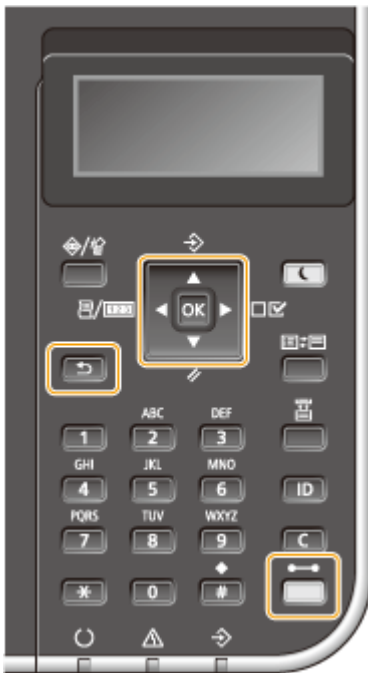 OK
ABC DEF
1 2 3
GHI JKL MNO
4 5 6 ID
PQRS TUV WXYZ
7 8 9 C
* 0 #